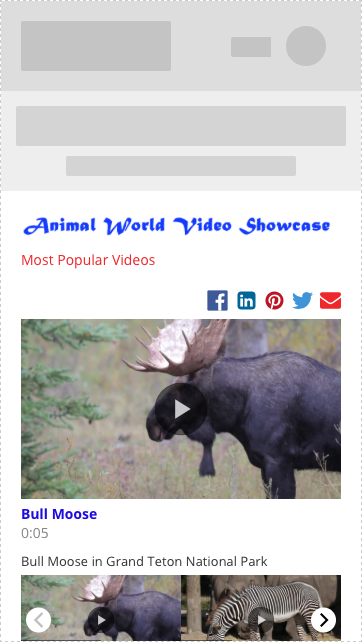 Animal World Video Showcase
Most Popular Videos
Bull Moose
0:05
Bull Moose in Grand Teton National Park